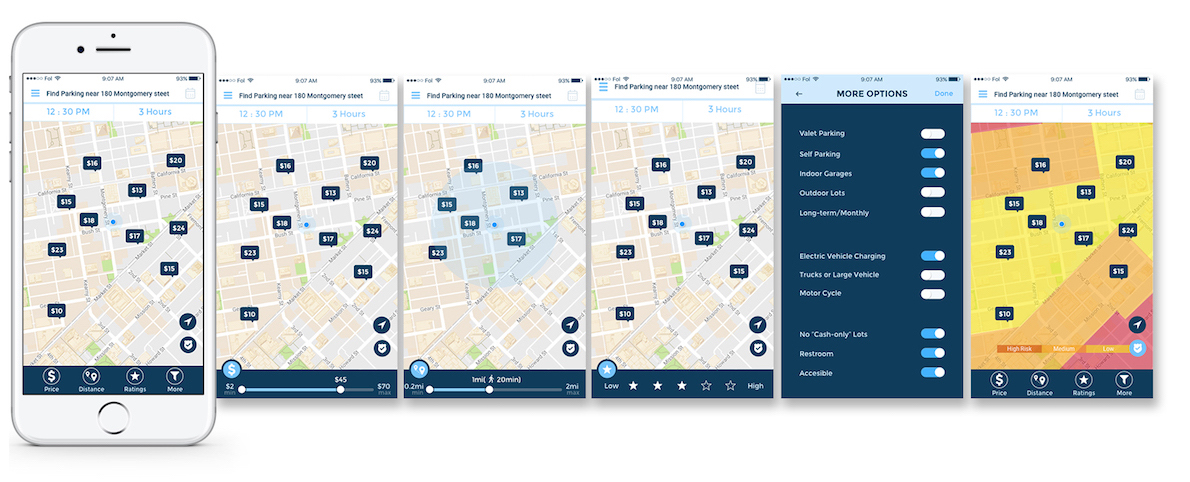 Fol 9:07 AM 93%
Find Parking near 180 Montgomery steet
12 : 30 PM 3 Hours
$20
$16
$13
$15
$18
$24
$17
$23
$15
$10
Price Distance Ratings More
Fol 9:07 AM 93%
Find Parking near 180 Montgomery steet
12 : 30 PM 3 Hours
$20
$16
$13
$15
$18
$24
$17
$23
$15
$10
$2 $45 $70
max
Fol 9:07 AM 93%
Find Parking near 180 Montgomery steet
12 : 30 PM 3 Hours
$16
$13
$15
$18
$17
$23
0.2mi 1mi( 20min) 2mi
max
Fol 9:07 AM 93%
Find Parking near 180 Montgomery steet
12 : 30 PM 3 Hours
$20
$16
$13
$15
$18
$24
$17
$23
$15
$10
Low High
Fol 9:07 AM 93%
MORE OPTIONS Done
Valet Parking
Self Parking
Indoor Garages
Outdoor Lots
Long-term/Monthly
Electric Vehicle Charging
Trucks or Large Vehicle
Motor Cycle
No 'Cash-only' Lots
Restroom
Accesible
Fol 9:07 AM 93%
Find Parking near 180 Montgomery steet
12 : 30 PM 3 Hours
$20
$16
$13
$15
$18
$24
$17
$23
$15
$10
High Risk Medium Low
Price Distance Ratings More